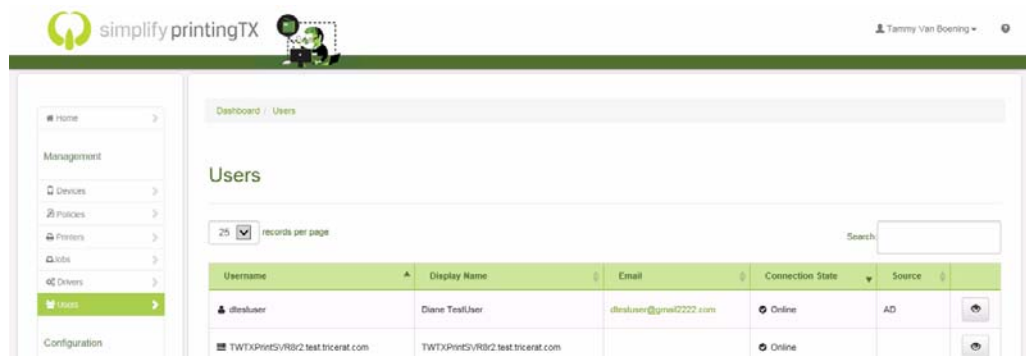 simplify printingTX
Tammy Van Boening
Home
Dashboard / Users
Management
Users
Devices
Policies
Printers
Jobs
Drivers
Users
Configuration
25 records per page
Search:
Username Display Name Email Connection State Source
dtesluser Diane TestUser dtesluser@gmail2222.com Online AD
TWTXPrintSVR8r2.test.tricerat.com TWTXPrintSVR8r2.test.tricerat.com Online